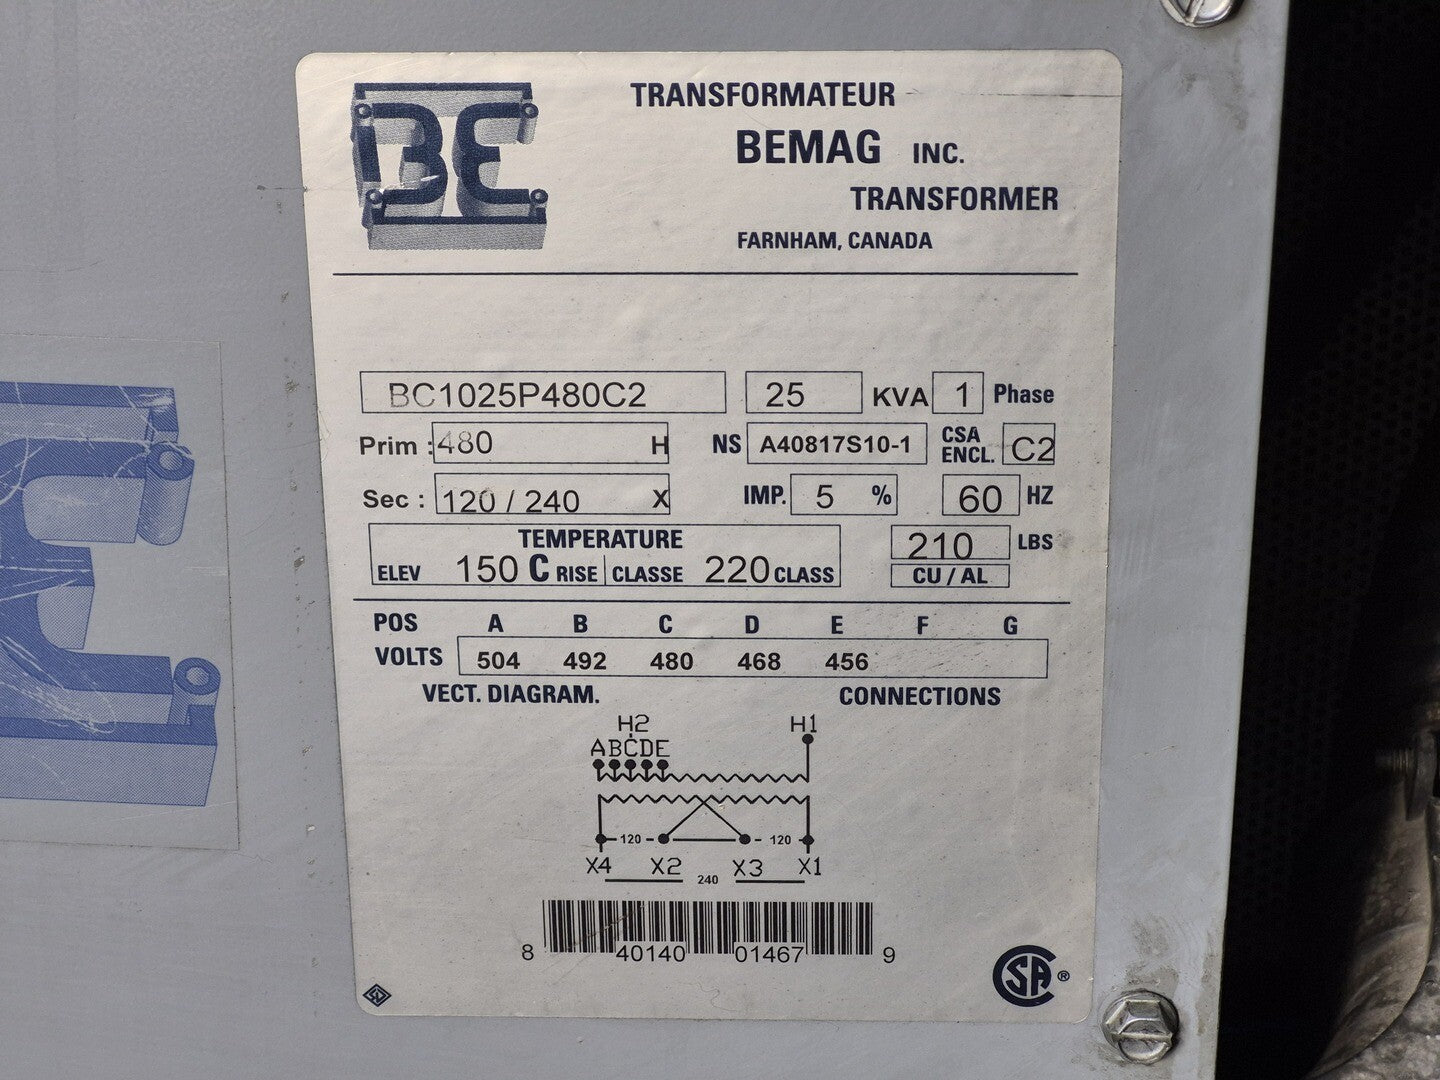 BE
TRANSFORMATEUR
BEMAG INC.
TRANSFORMER
FARNHAM, CANADA
BC1025P480C2 25 KVA 1 Phase
Prim : 480 H NS A40817S10-1 CSA ENCL. C2
Sec : 120 / 240 X IMP. 5 % 60 HZ
TEMPERATURE 210 LBS
ELEV 150 C RISE CLASSE 220 CLASS CU / AL
POS A B C D E F G
VOLTS 504 492 480 468 456
VECT. DIAGRAM. CONNECTIONS
H2 H1
ABCDE
120 120
X4 X2 X3 X1
240
8 40140 01467 9
CSA ®